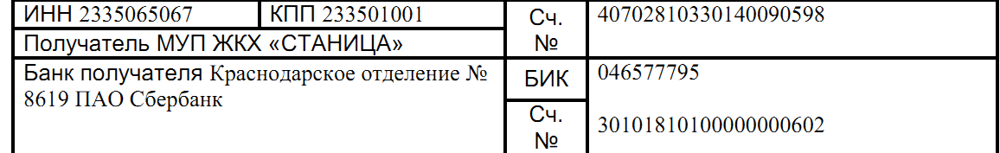 ИНН 2335065067 КПП 233501001 Сч. № 40702810330140090598
Получатель МУП ЖКХ «СТАНИЦА»
Банк получателя Краснодарское отделение № 8619 ПАО Сбербанк
БИК 046577795
Сч. № 30101810100000000602